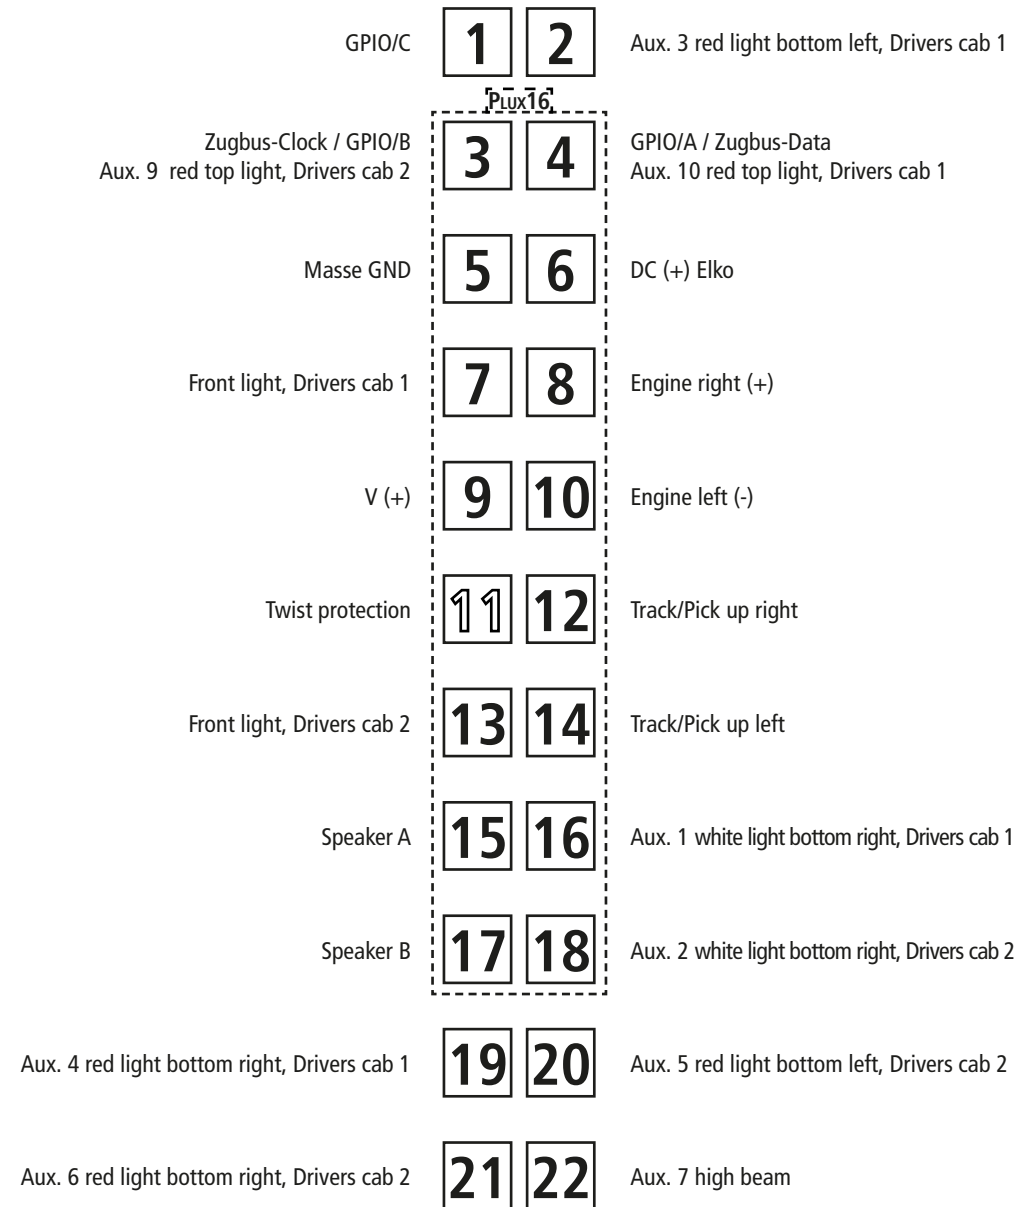 GPIO/C 1 2 Aux. 3 red light bottom left, Drivers cab 1
PLUX16
Zugbus-Clock / GPIO/B 3 4 GPIO/A / Zugbus-Data
Aux. 9 red top light, Drivers cab 2 Aux. 10 red top light, Drivers cab 1
Masse GND 5 6 DC (+) Elko
Front light, Drivers cab 1 7 8 Engine right (+)
V (+) 9 10 Engine left (-)
Twist protection 11 12 Track/Pick up right
Front light, Drivers cab 2 13 14 Track/Pick up left
Speaker A 15 16 Aux. 1 white light bottom right, Drivers cab 1
Speaker B 17 18 Aux. 2 white light bottom right, Drivers cab 2
Aux. 4 red light bottom right, Drivers cab 1 19 20 Aux. 5 red light bottom left, Drivers cab 2
Aux. 6 red light bottom right, Drivers cab 2 21 22 Aux. 7 high beam